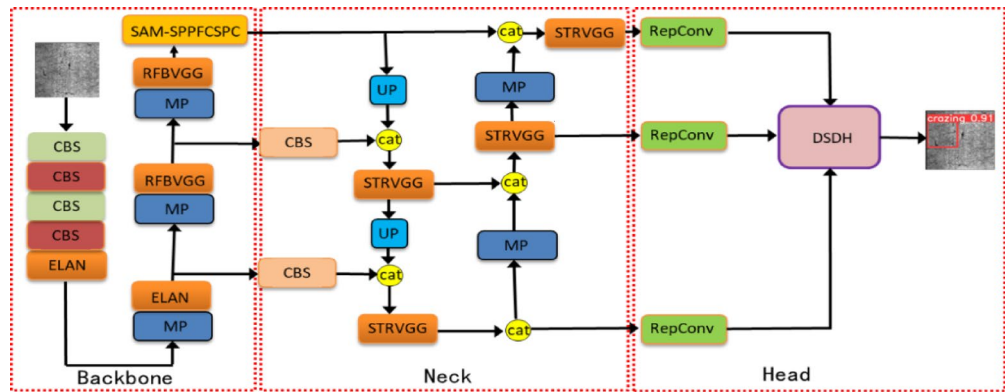 SAM-SPPFCSPC
RFBVGG
MP
RFBVGG
MP
ELAN
MP
CBS
CBS
CBS
CBS
ELAN
Backbone
CBS
CBS
UP
cat
STRVGG
UP
cat
STRVGG
cat
STRVGG
MP
STRVGG
cat
MP
cat
Neck
RepConv
RepConv
RepConv
DSDH
crazing 0.91
Head